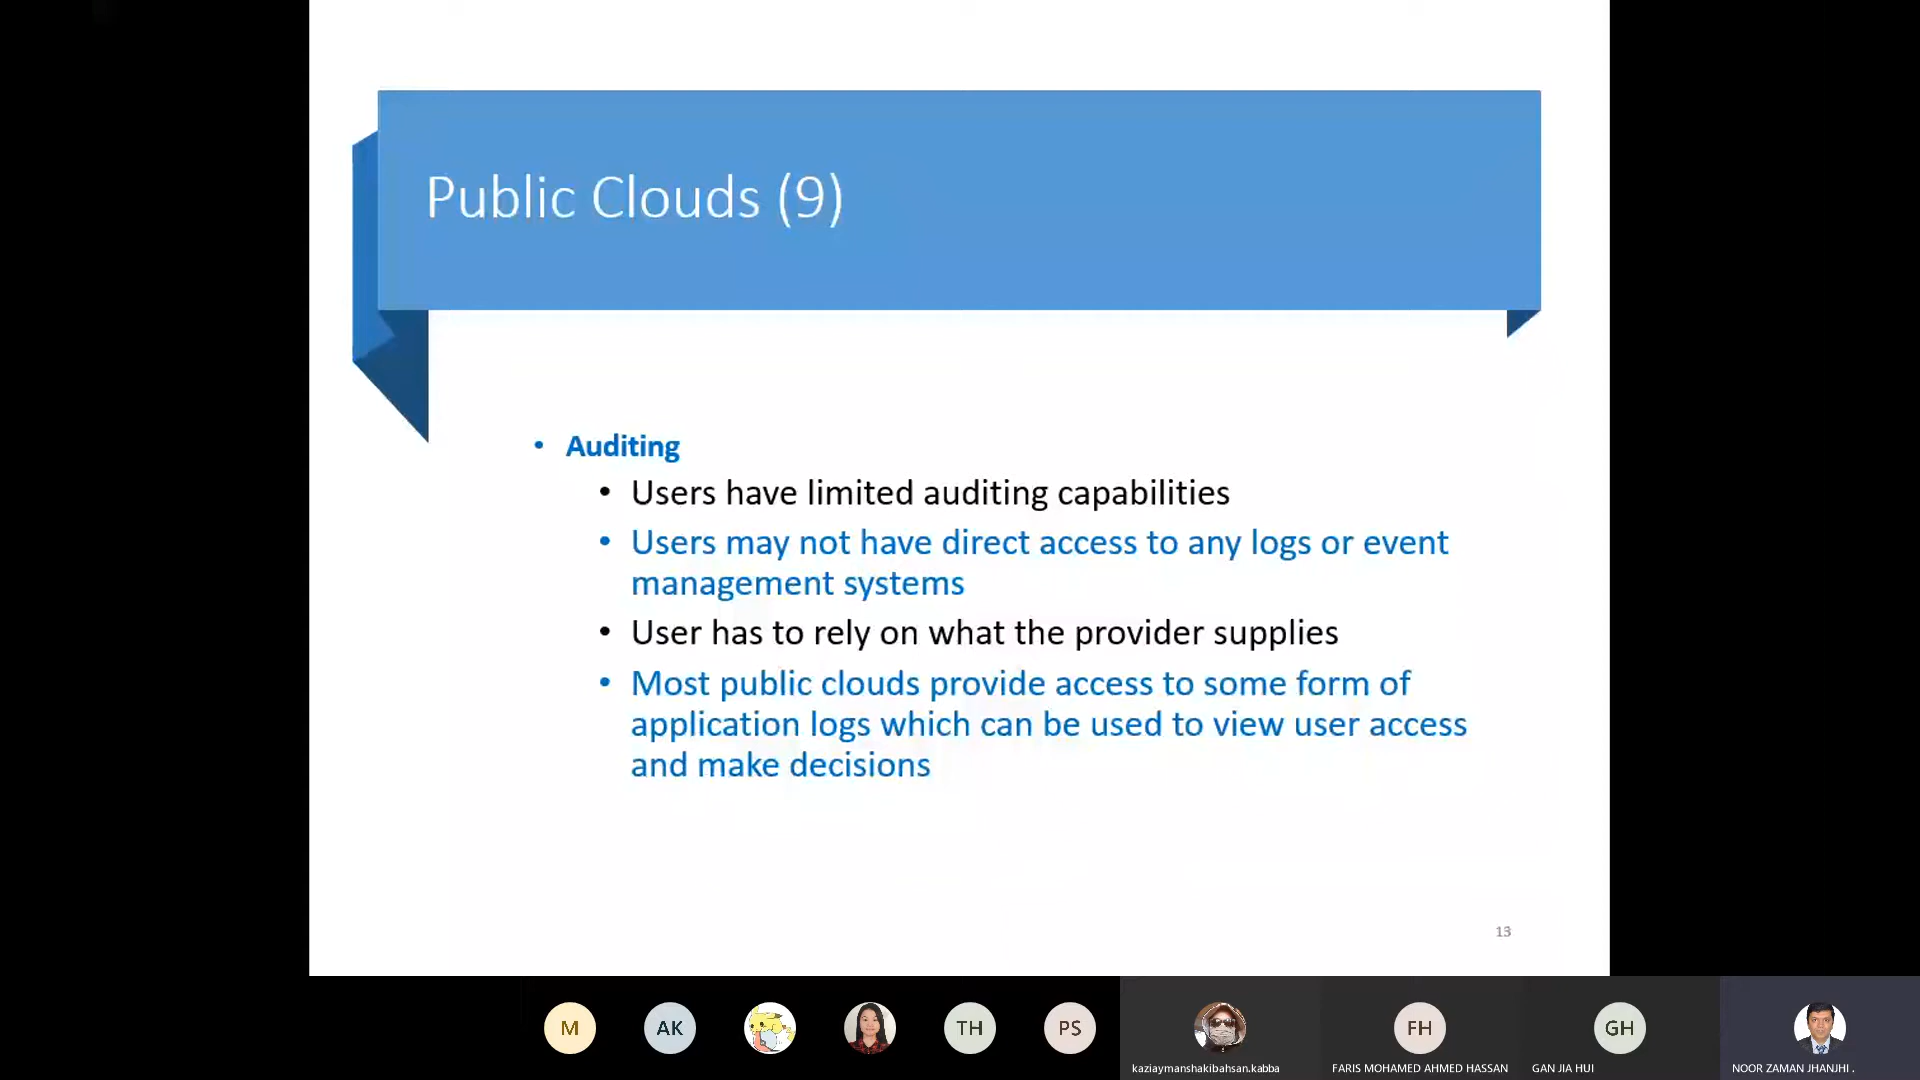 Public Clouds (9)
• Auditing
• Users have limited auditing capabilities
• Users may not have direct access to any logs or event
management systems
• User has to rely on what the provider supplies
• Most public clouds provide access to some form of
application logs which can be used to view user access
and make decisions
13
M AK TH PS FH GH
kaziaymanshakibahsan.kabba FARIS MOHAMED AHMED HASSAN GAN JIA HUI NOOR ZAMAN JHANJHI .